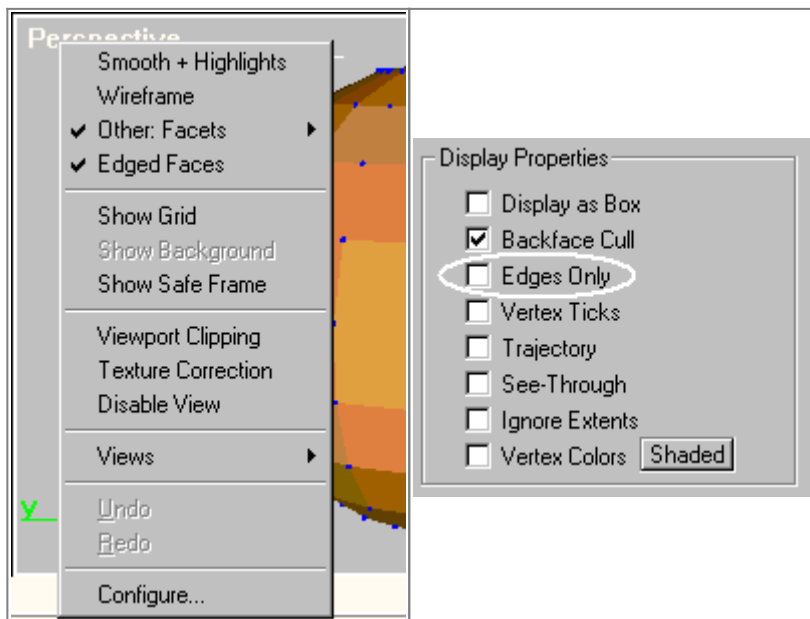 Perspective
Smooth + Highlights
Wireframe
Other: Facets
Edged Faces
Show Grid
Show Background
Show Safe Frame
Viewport Clipping
Texture Correction
Disable View
Views
Undo
Redo
Configure...
y
Display Properties
Display as Box
Backface Cull
Edges Only
Vertex Ticks
Trajectory
See-Through
Ignore Extents
Vertex Colors Shaded